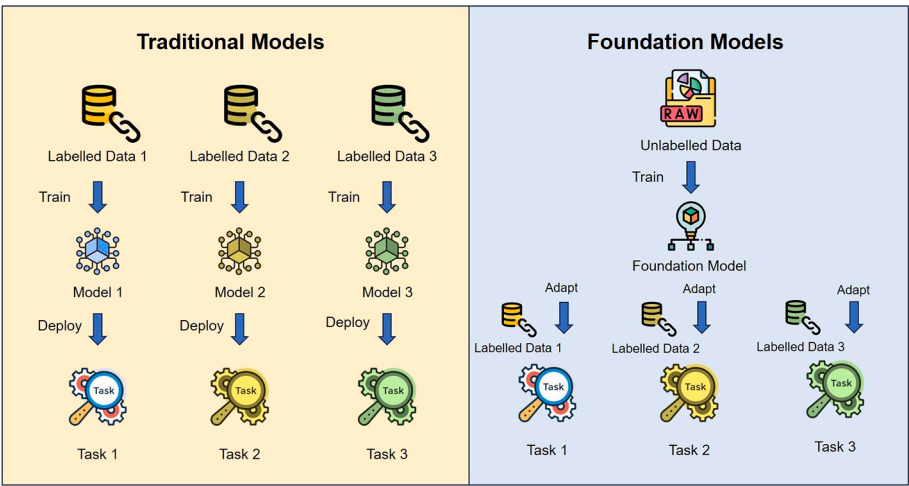 Traditional Models
Labelled Data 1
Labelled Data 2
Labelled Data 3
Train
Train
Train
Model 1
Model 2
Model 3
Deploy
Deploy
Deploy
Task
Task
Task
Task 1
Task 2
Task 3
Foundation Models
RAW
Unlabelled Data
Train
Foundation Model
Adapt
Adapt
Adapt
Labelled Data 1
Labelled Data 2
Labelled Data 3
Task
Task
Task
Task 1
Task 2
Task 3